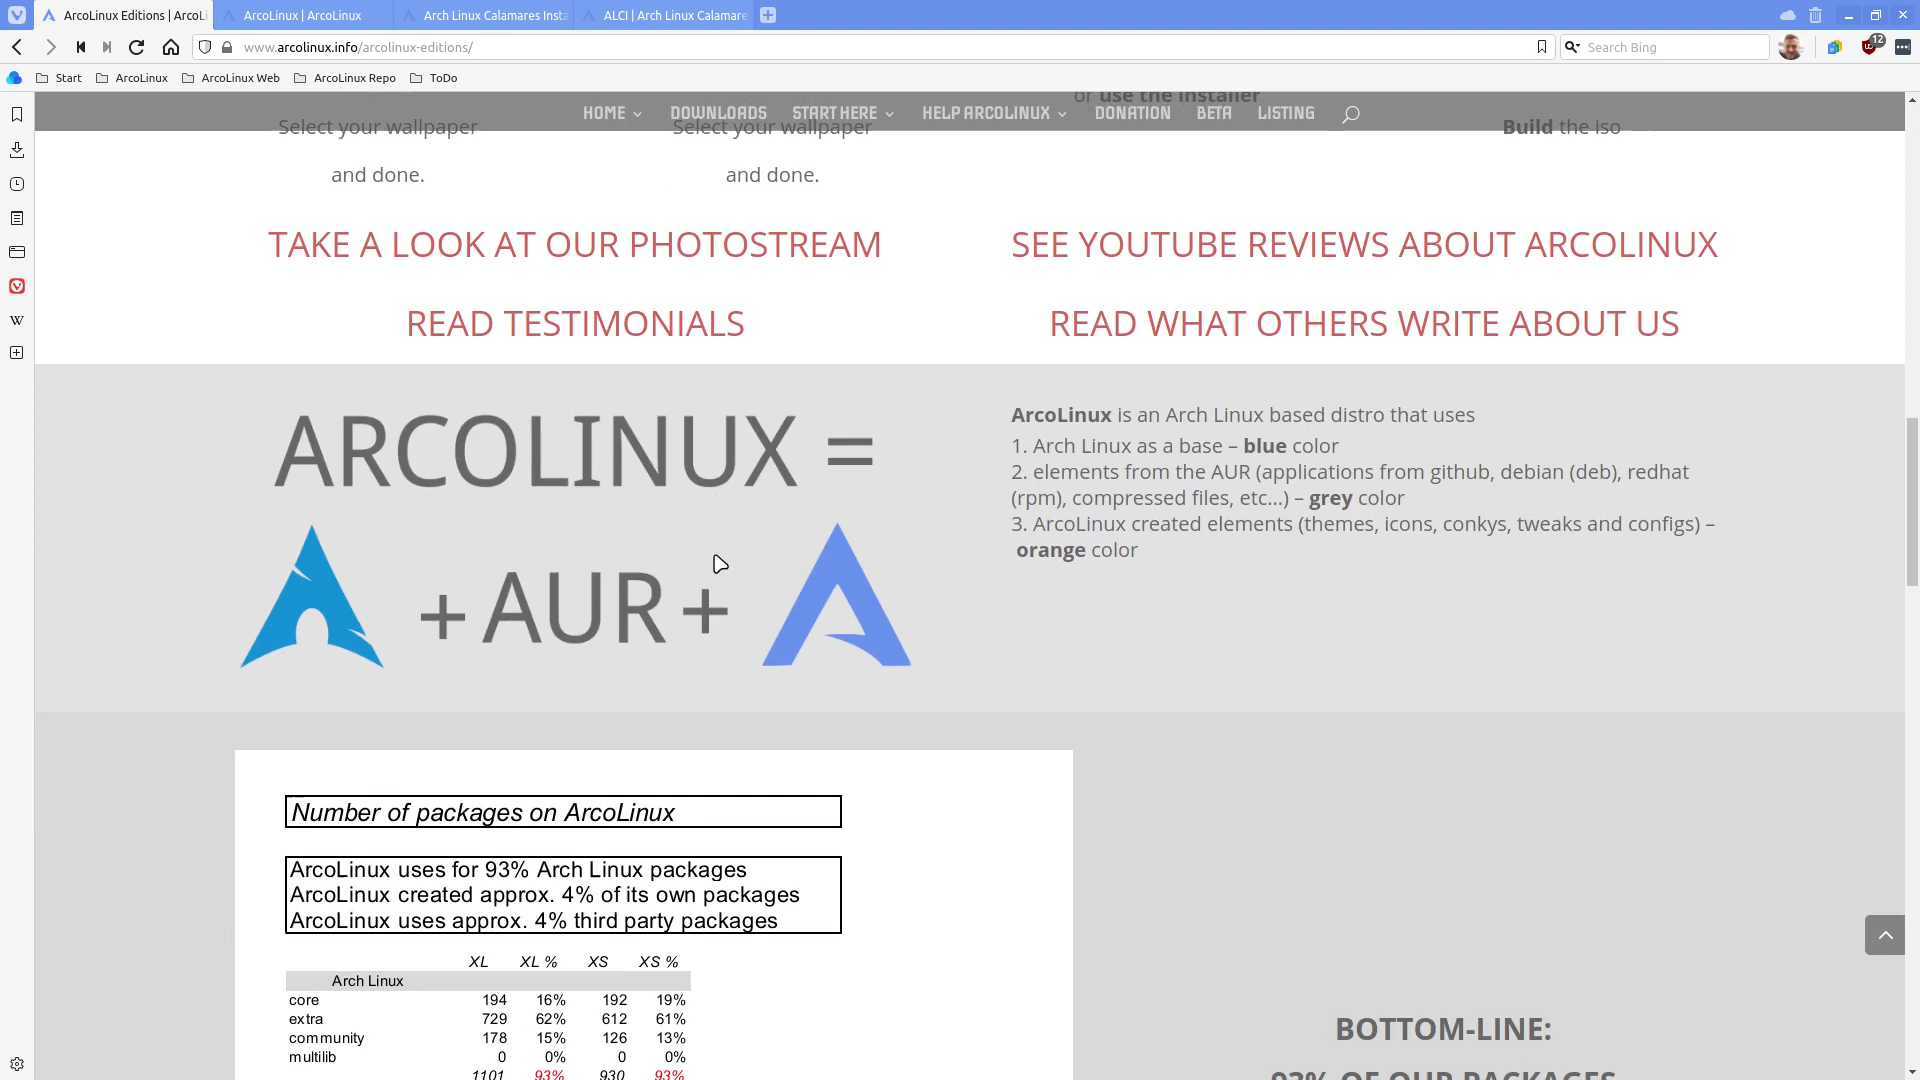 ArcoLinux Editions | ArcoLi
ArcoLinux | ArcoLinux
Arch Linux Calamares Insta
ALCI | Arch Linux Calamare
www.arcolinux.info/arcolinux-editions/
Search Bing
12
Start
ArcoLinux
ArcoLinux Web
ArcoLinux Repo
ToDo
or use the installer
HOME
DOWNLOADS
START HERE
HELP ARCOLINUX
DONATION
BETA
LISTING
Select your wallpaper
Select your wallpaper
Build the iso
and done.
and done.
TAKE A LOOK AT OUR PHOTOSTREAM
SEE YOUTUBE REVIEWS ABOUT ARCOLINUX
READ TESTIMONIALS
READ WHAT OTHERS WRITE ABOUT US
ARCOLINUX =
+ AUR +
ArcoLinux is an Arch Linux based distro that uses
1. Arch Linux as a base – blue color
2. elements from the AUR (applications from github, debian (deb), redhat
(rpm), compressed files, etc...) – grey color
3. ArcoLinux created elements (themes, icons, conkys, tweaks and configs) –
orange color
Number of packages on ArcoLinux
ArcoLinux uses for 93% Arch Linux packages
ArcoLinux created approx. 4% of its own packages
ArcoLinux uses approx. 4% third party packages
XL XL % XS XS %
Arch Linux
core 194 16% 192 19%
extra 729 62% 612 61%
community 178 15% 126 13%
multilib 0 0% 0 0%
1101 93% 930 93%
BOTTOM-LINE:
93% OF OUR PACKAGES